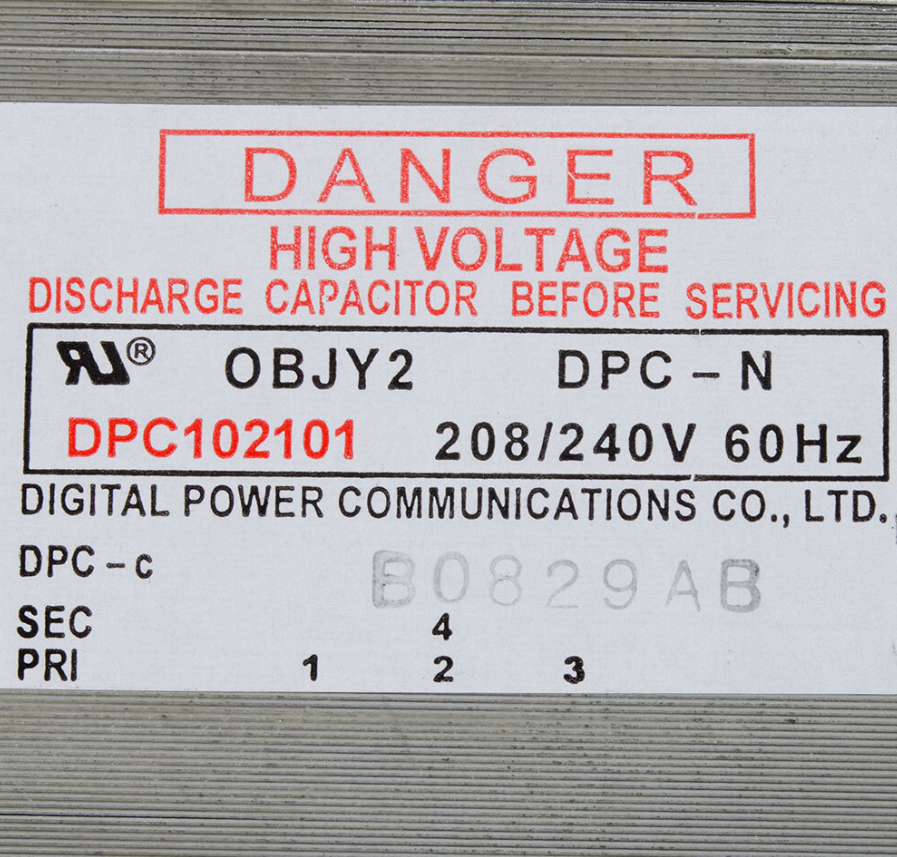 DANGER
HIGH VOLTAGE
DISCHARGE CAPACITOR BEFORE SERVICING
RU® OBJY2 DPC-N
DPC102101 208/240V 60Hz
DIGITAL POWER COMMUNICATIONS CO., LTD.
DPC-c B0829AB
SEC 4
PRI 1 2 3